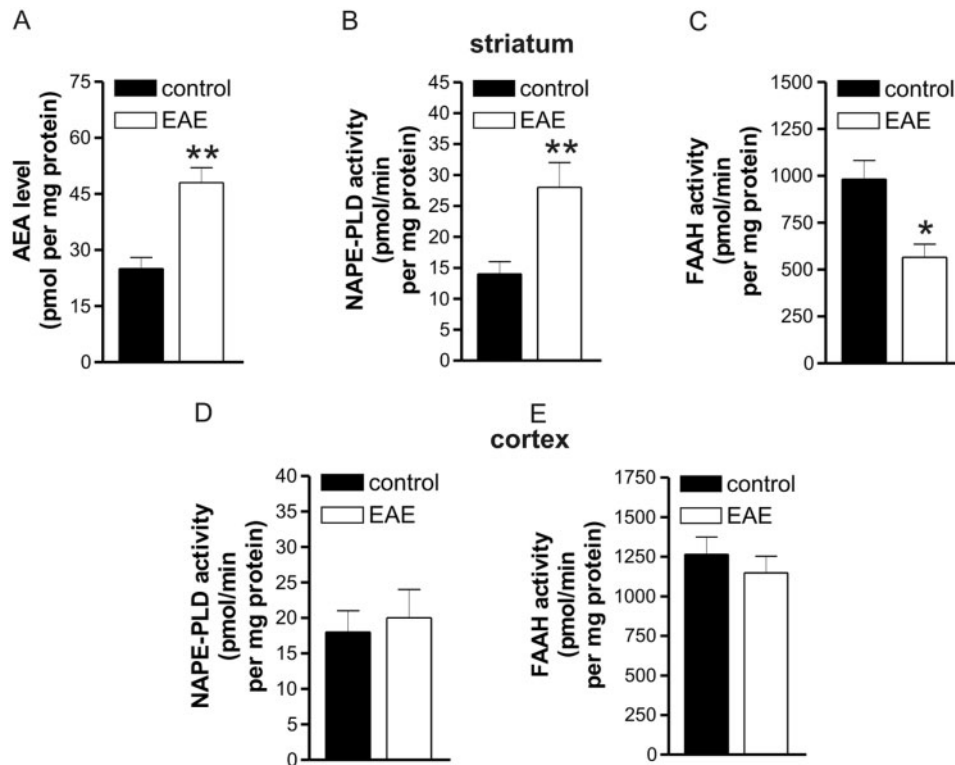 A
AEA level
(pmol per mg protein)
75
60
45
30
15
0
control
EAE
**
B
striatum
NAPE-PLD activity
(pmol/min
per mg protein)
45
40
35
30
25
20
15
10
5
0
control
EAE
**
C
FAAH activity
(pmol/min
per mg protein)
1500
1250
1000
750
500
250
0
control
EAE
*
D
NAPE-PLD activity
(pmol/min
per mg protein)
40
35
30
25
20
15
10
5
0
control
EAE
E
cortex
FAAH activity
(pmol/min
per mg protein)
1750
1500
1250
1000
750
500
250
0
control
EAE